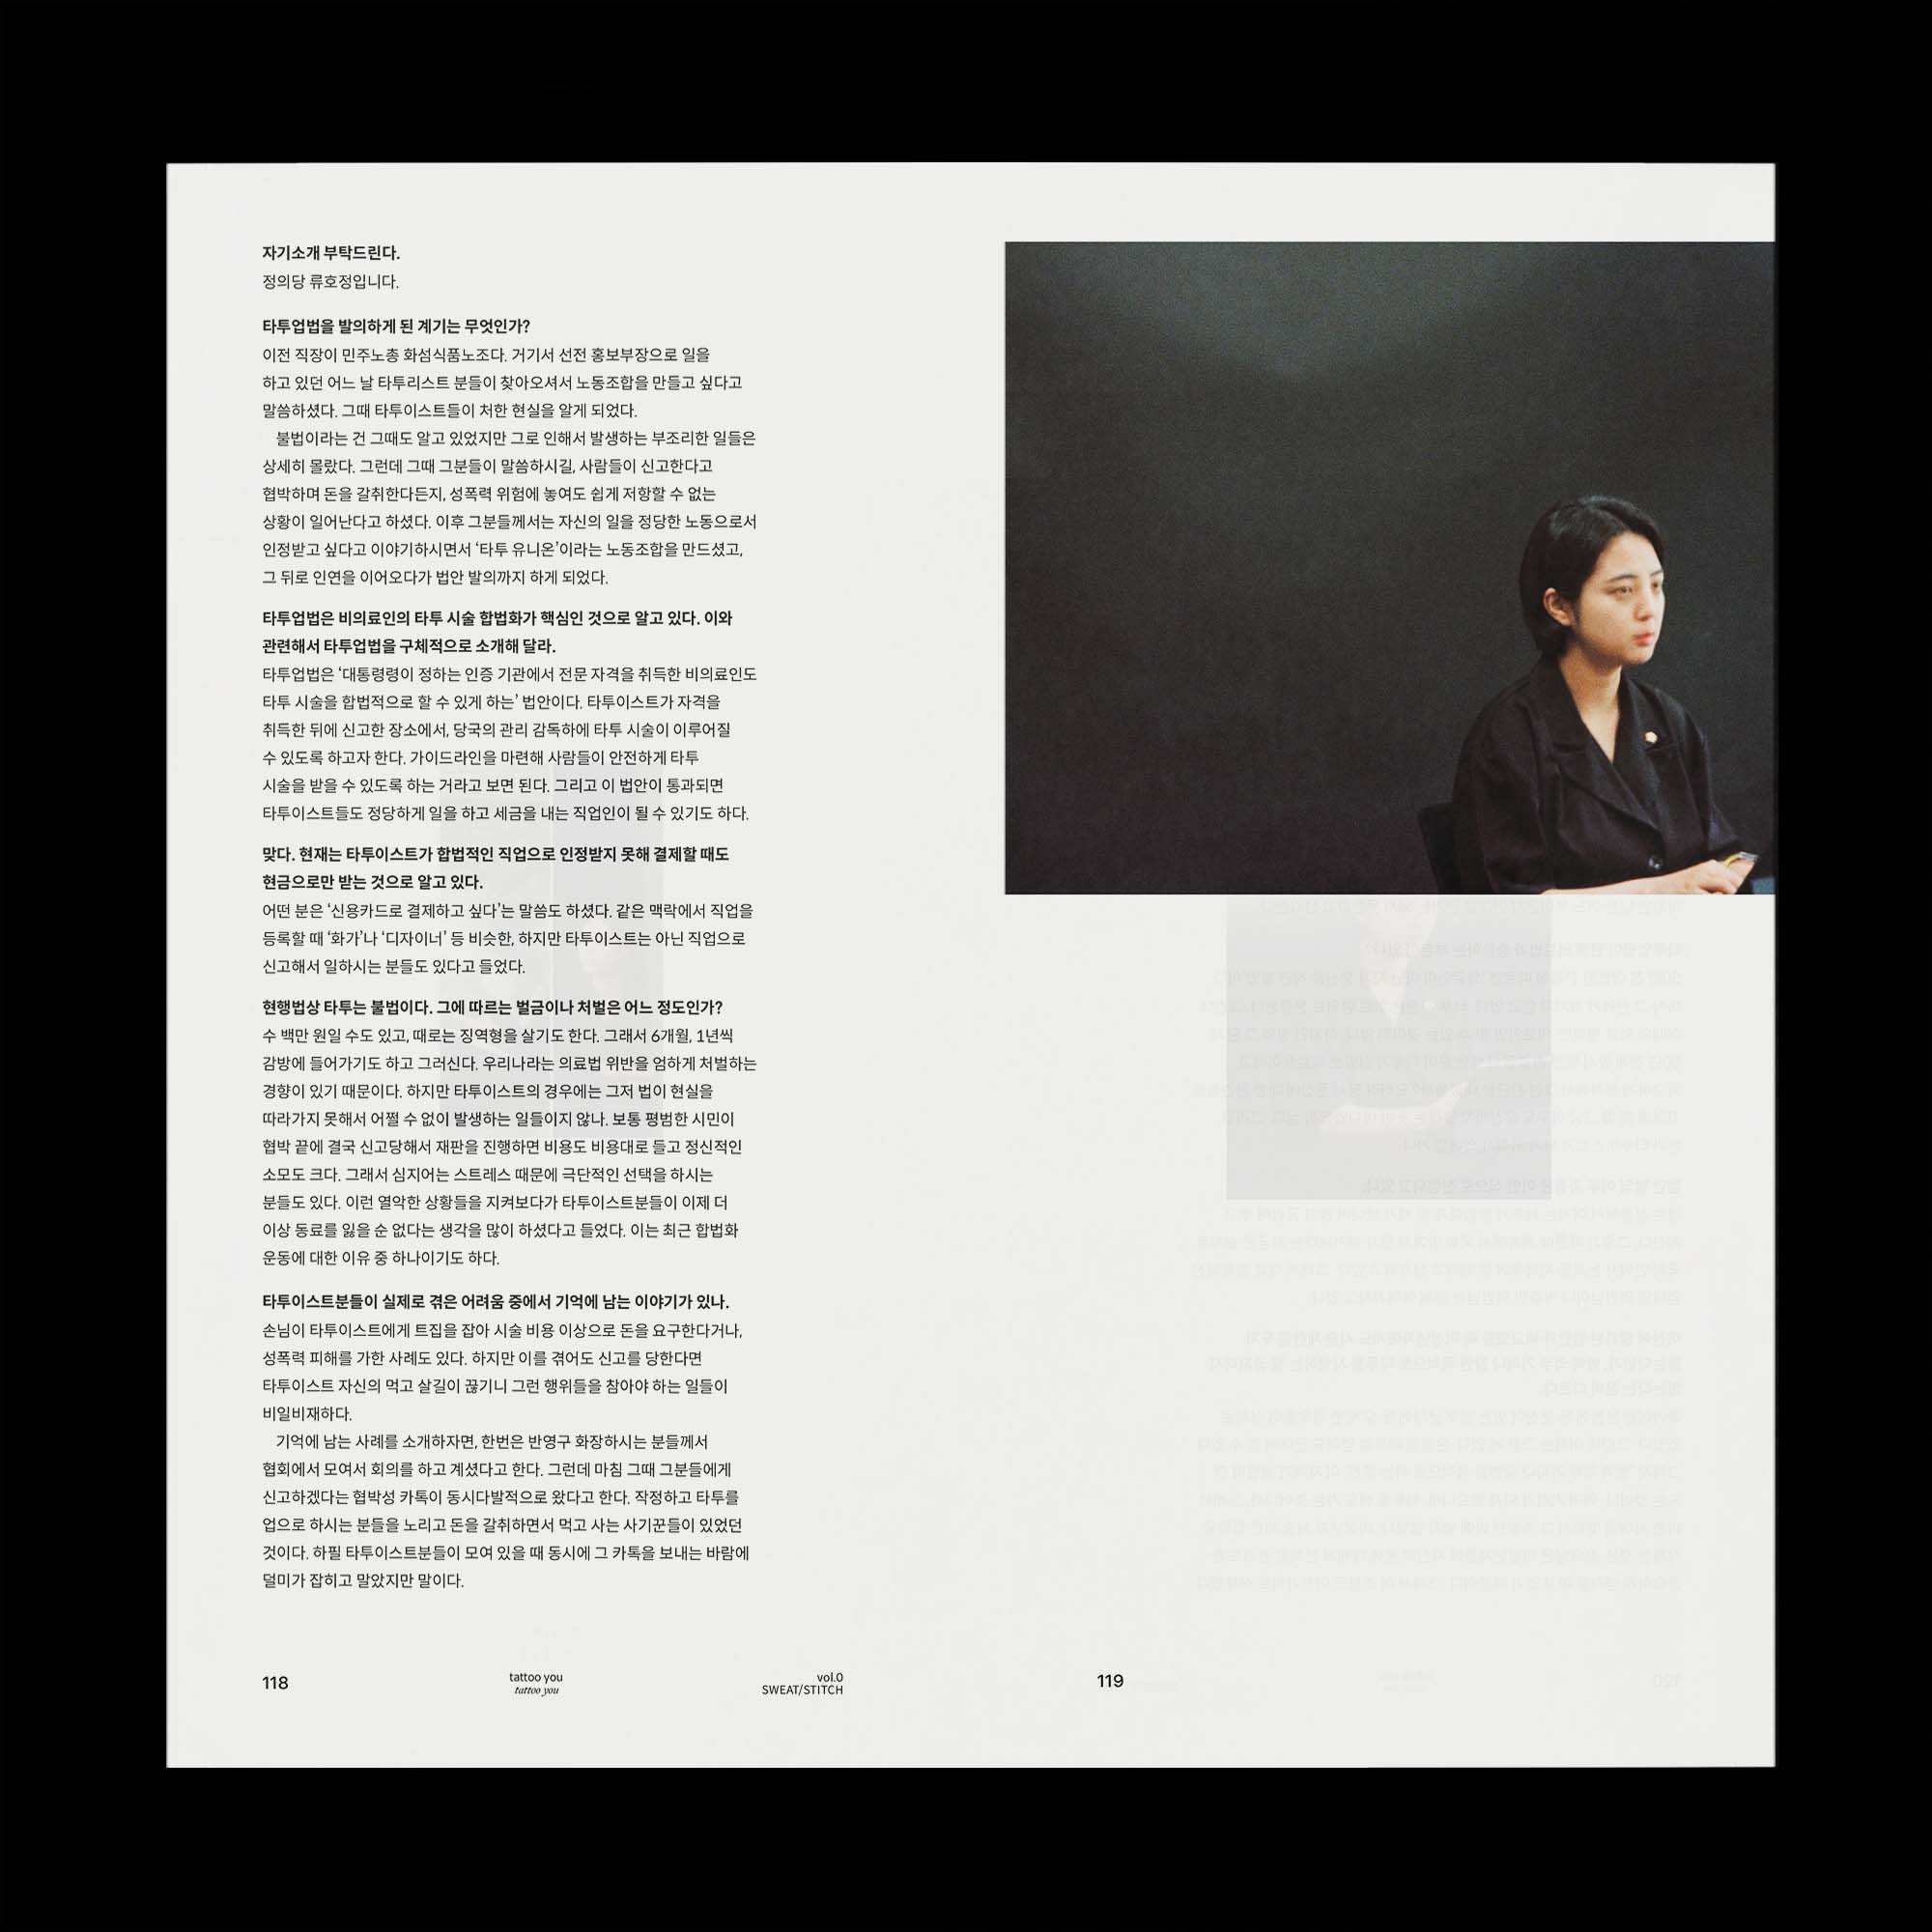 자기소개 부탁드린다.
정의당 류호정입니다.
타투업법을 발의하게 된 계기는 무엇인가?
이전 직장이 민주노총 화섬식품노조다. 거기서 선전 홍보부장으로 일을
하고 있던 어느 날 타투리스트 분들이 찾아오셔서 노동조합을 만들고 싶다고
말씀하셨다. 그때 타투이스트들이 처한 현실을 알게 되었다.
불법이라는 건 그때도 알고 있었지만 그로 인해서 발생하는 부조리한 일들은
상세히 몰랐다. 그런데 그때 그분들이 말씀하시길, 사람들이 신고한다고
협박하며 돈을 갈취한다든지, 성폭력 위험에 놓여도 쉽게 저항할 수 없는
상황이 일어난다고 하셨다. 이후 그분들께서는 자신의 일을 정당한 노동으로서
인정받고 싶다고 이야기하시면서 ‘타투 유니온’이라는 노동조합을 만드셨고,
그 뒤로 인연을 이어오다가 법안 발의까지 하게 되었다.
타투업법은 비의료인의 타투 시술 합법화가 핵심인 것으로 알고 있다. 이와
관련해서 타투업법을 구체적으로 소개해 달라.
타투업법은 ‘대통령령이 정하는 인증 기관에서 전문 자격을 취득한 비의료인도
타투 시술을 합법적으로 할 수 있게 하는’ 법안이다. 타투이스트가 자격을
취득한 뒤에 신고한 장소에서, 당국의 관리 감독하에 타투 시술이 이루어질
수 있도록 하고자 한다. 가이드라인을 마련해 사람들이 안전하게 타투
시술을 받을 수 있도록 하는 거라고 보면 된다. 그리고 이 법안이 통과되면
타투이스트들도 정당하게 일을 하고 세금을 내는 직업인이 될 수 있기도 하다.
맞다. 현재는 타투이스트가 합법적인 직업으로 인정받지 못해 결제할 때도
현금으로만 받는 것으로 알고 있다.
어떤 분은 ‘신용카드로 결제하고 싶다’는 말씀도 하셨다. 같은 맥락에서 직업을
등록할 때 ‘화가’나 ‘디자이너’ 등 비슷한, 하지만 타투이스트는 아닌 직업으로
신고해서 일하시는 분들도 있다고 들었다.
현행법상 타투는 불법이다. 그에 따르는 벌금이나 처벌은 어느 정도인가?
수 백만 원일 수도 있고, 때로는 징역형을 살기도 한다. 그래서 6개월, 1년씩
감방에 들어가기도 하고 그러신다. 우리나라는 의료법 위반을 엄하게 처벌하는
경향이 있기 때문이다. 하지만 타투이스트의 경우에는 그저 법이 현실을
따라가지 못해서 어쩔 수 없이 발생하는 일들이지 않나. 보통 평범한 시민이
협박 끝에 결국 신고당해서 재판을 진행하면 비용도 비용대로 들고 정신적인
소모도 크다. 그래서 심지어는 스트레스 때문에 극단적인 선택을 하시는
분들도 있다. 이런 열악한 상황들을 지켜보다가 타투이스트분들이 이제 더
이상 동료를 잃을 순 없다는 생각을 많이 하셨다고 들었다. 이는 최근 합법화
운동에 대한 이유 중 하나이기도 하다.
타투이스트분들이 실제로 겪은 어려움 중에서 기억에 남는 이야기가 있나.
손님이 타투이스트에게 트집을 잡아 시술 비용 이상으로 돈을 요구한다거나,
성폭력 피해를 가한 사례도 있다. 하지만 이를 겪어도 신고를 당한다면
타투이스트 자신의 먹고 살길이 끊기니 그런 행위들을 참아야 하는 일들이
비일비재하다.
기억에 남는 사례를 소개하자면, 한번은 반영구 화장하시는 분들께서
협회에서 모여서 회의를 하고 계셨다고 한다. 그런데 마침 그때 그분들에게
신고하겠다는 협박성 카톡이 동시다발적으로 왔다고 한다. 작정하고 타투를
업으로 하시는 분들을 노리고 돈을 갈취하면서 먹고 사는 사기꾼들이 있었던
것이다. 하필 타투이스트분들이 모여 있을 때 동시에 그 카톡을 보내는 바람에
덜미가 잡히고 말았지만 말이다.
118
tattoo you
tattoo you
vol.0
SWEAT/STITCH
119